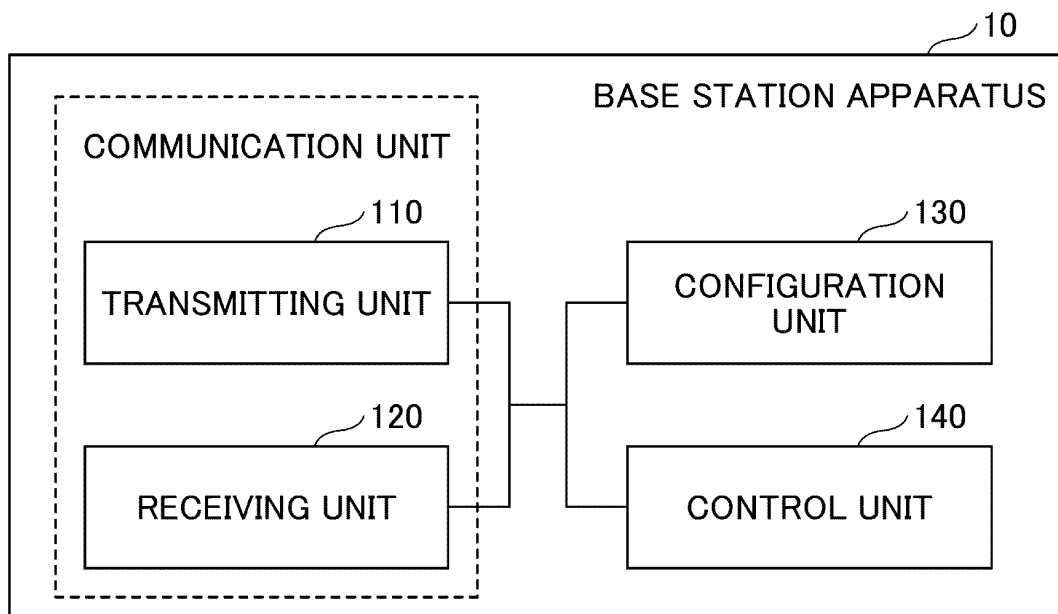 10
BASE STATION APPARATUS
COMMUNICATION UNIT
110
TRANSMITTING UNIT
130
CONFIGURATION
UNIT
120
RECEIVING UNIT
140
CONTROL UNIT